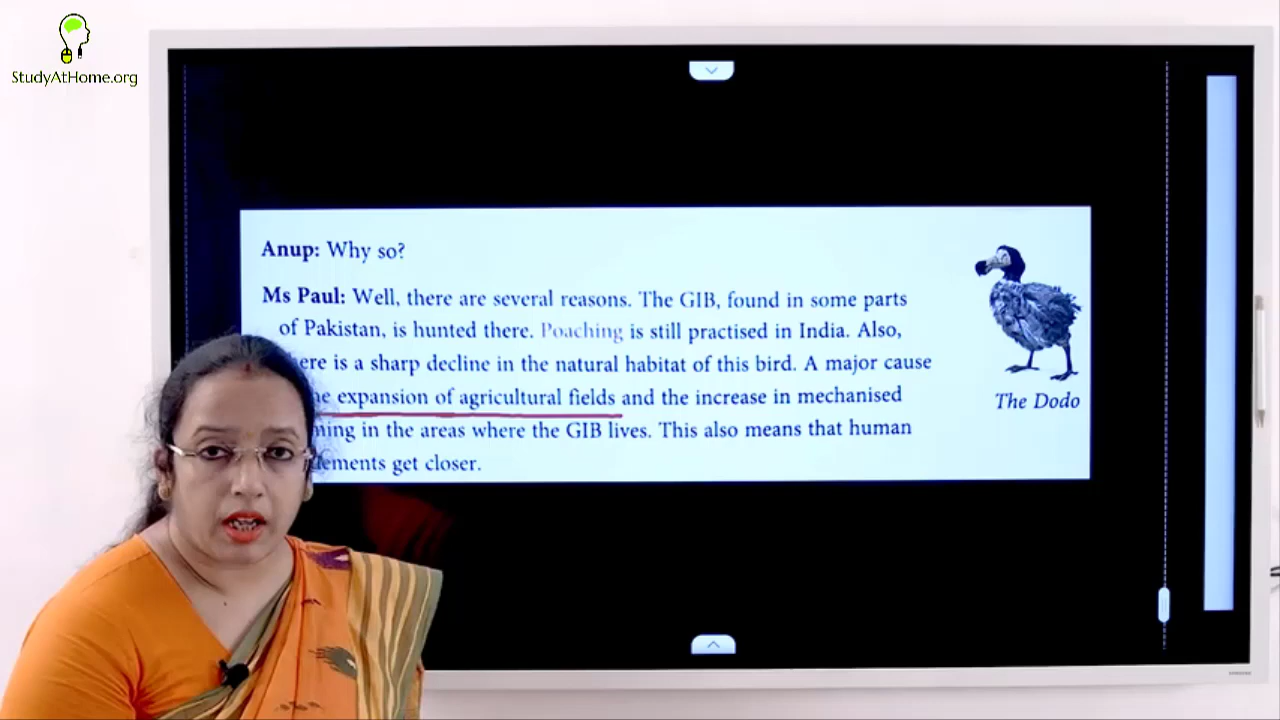 StudyAtHome.org
Anup: Why so?
Ms Paul: Well, there are several reasons. The GIB, found in some parts
of Pakistan, is hunted there. Poaching is still practised in India. Also,
is a sharp decline in the natural habitat of this bird. A major cause
expansion of agricultural fields and the increase in mechanised
in the areas where the GIB lives. This also means that human
get closer.
The Dodo